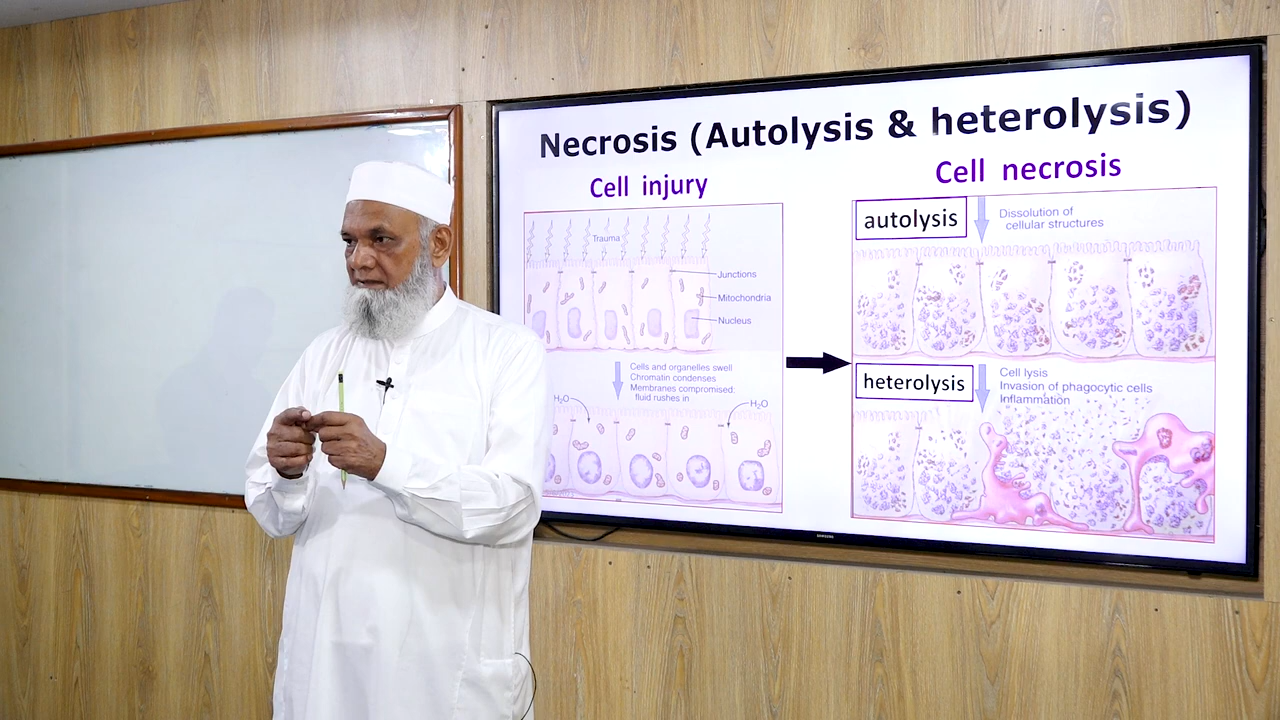 Necrosis (Autolysis & heterolysis)
Cell injury
Trauma
Junctions
Mitochondria
Nucleus
Cells and organelles swell
Chromatin condenses
Membranes compromised:
fluid rushes in
H₂O
H₂O
Cell necrosis
autolysis
Dissolution of
cellular structures
heterolysis
Cell lysis
Invasion of phagocytic cells
Inflammation
SAMSUNG